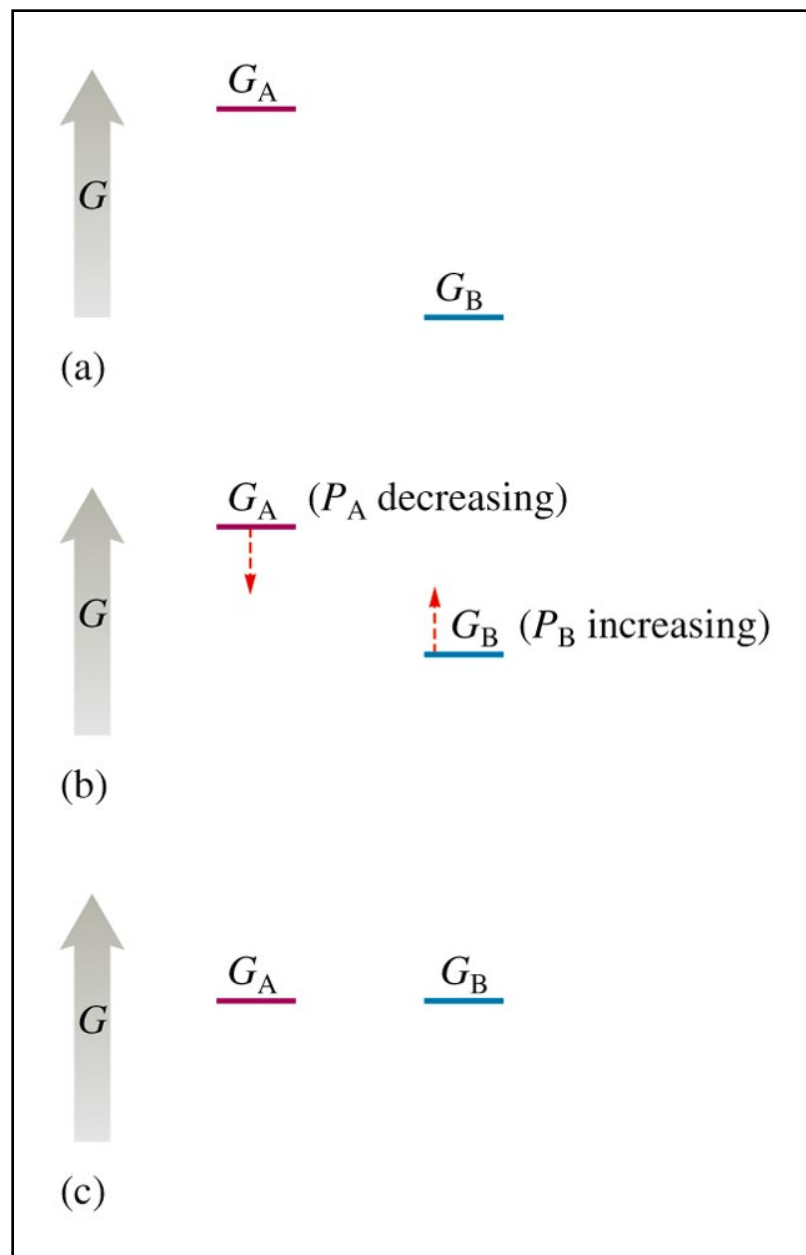 G_A
G
G_B
(a)
G_A (P_A decreasing)
G
G_B (P_B increasing)
(b)
G_A G_B
G
(c)